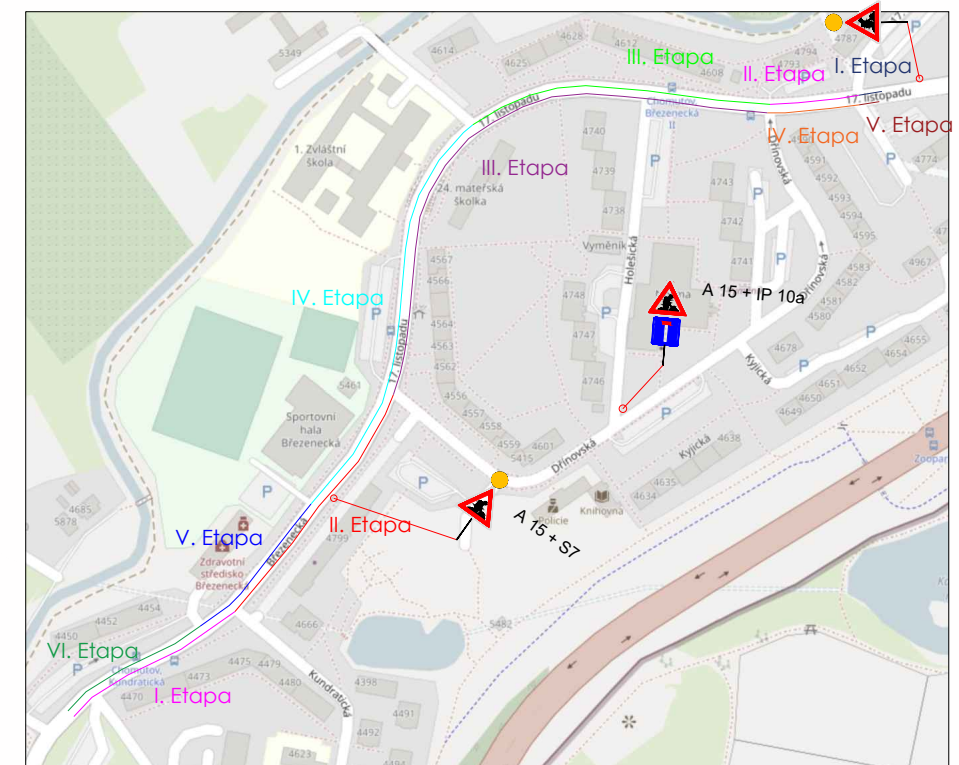 5349
4614
4628
4612
4625
III. Etapa
4608
4794
4793
4787
II. Etapa
I. Etapa
17. listopadu
17. listopadu
Chomutov
Březenecká
II
IV. Etapa
V. Etapa
4740
P
Dřínovská
4591
4592
P
4774
1. Zvláštní
škola
III. Etapa
4739
4743
4593
24. mateřská
školka
4738
P
4594
4742
4595
Výměník
Holešická
4567
4566
4741
P
Dřínovská
4583
4967
4582
IV. Etapa
P
4748
A 15 + IP 10a
4581
4580
4564
P
17. listopadu
4563
4747
P
4678
4655
4654
4562
4746
Kyjická
4652
4651
5461
4556
P
4650
4649
Sportovní
hala
Březenecká
4557
4558
4559
4601
5415
Dřínovská
Kyjická
4638
4635
4634
P
P
4685
5878
Policie
Knihovna
A 15 + S7
II. Etapa
V. Etapa
4799
Březenecká
Zdravotní
středisko
Březenecká
4454
4452
4450
4666
5482
VI. Etapa
P
Chomutov,
Kundratická
4475
4479
4473
4470
4480
I. Etapa
Kundratická
4398
4491
4492
4494
4623